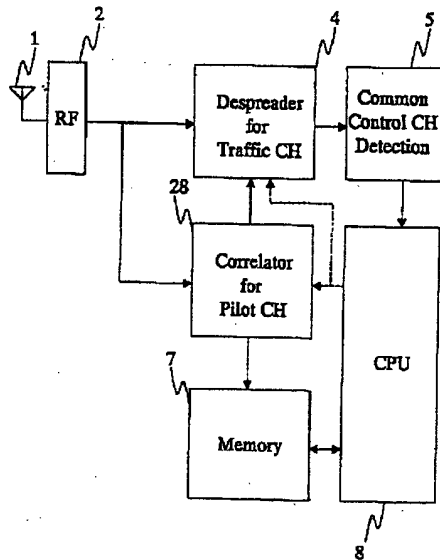 1
2
4
5
RF
Despreader
for
Traffic CH
Common
Control CH
Detection
28
Correlator
for
Pilot CH
CPU
7
Memory
8